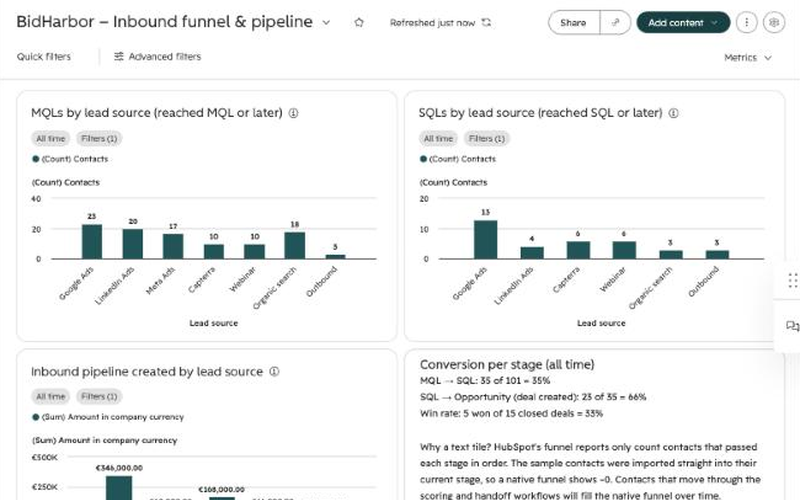 BidHarbor – Inbound funnel & pipeline
Refreshed just now
Share
Add content
Quick filters
Advanced filters
Metrics
MQLs by lead source (reached MQL or later)
All time
Filters (1)
(Count) Contacts
(Count) Contacts
40
20
0
23
20
17
10
10
18
3
Google Ads
LinkedIn Ads
Meta Ads
Capterra
Webinar
Organic search
Outbound
Lead source
SQLs by lead source (reached SQL or later)
All time
Filters (1)
(Count) Contacts
(Count) Contacts
20
10
0
13
4
6
6
3
3
Google Ads
LinkedIn Ads
Capterra
Webinar
Organic search
Outbound
Lead source
Inbound pipeline created by lead source
All time
Filters (1)
(Sum) Amount in company currency
(Sum) Amount in company currency
€500K
€250K
€346,000.00
€168,000.00
Conversion per stage (all time)
MQL → SQL: 35 of 101 = 35%
SQL → Opportunity (deal created): 23 of 35 = 66%
Win rate: 5 won of 15 closed deals = 33%
Why a text tile? HubSpot's funnel reports only count contacts that passed
each stage in order. The sample contacts were imported straight into their
current stage, so a native funnel shows ~0. Contacts that move through the
scoring and handoff workflows will fill the native funnel over time.